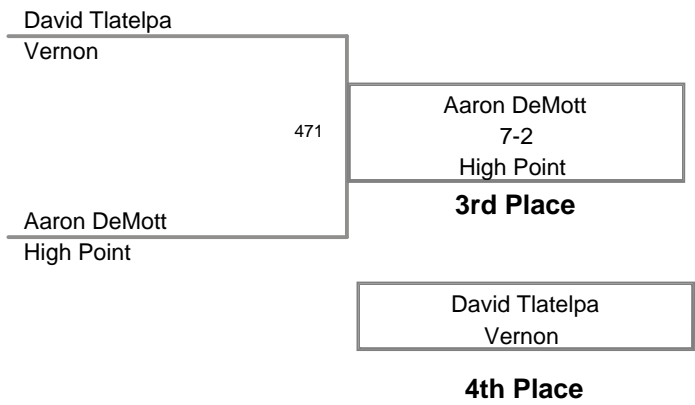 David Tlatelpa
Vernon
471
Aaron DeMott
7-2
High Point
3rd Place
Aaron DeMott
High Point
David Tlatelpa
Vernon
4th Place